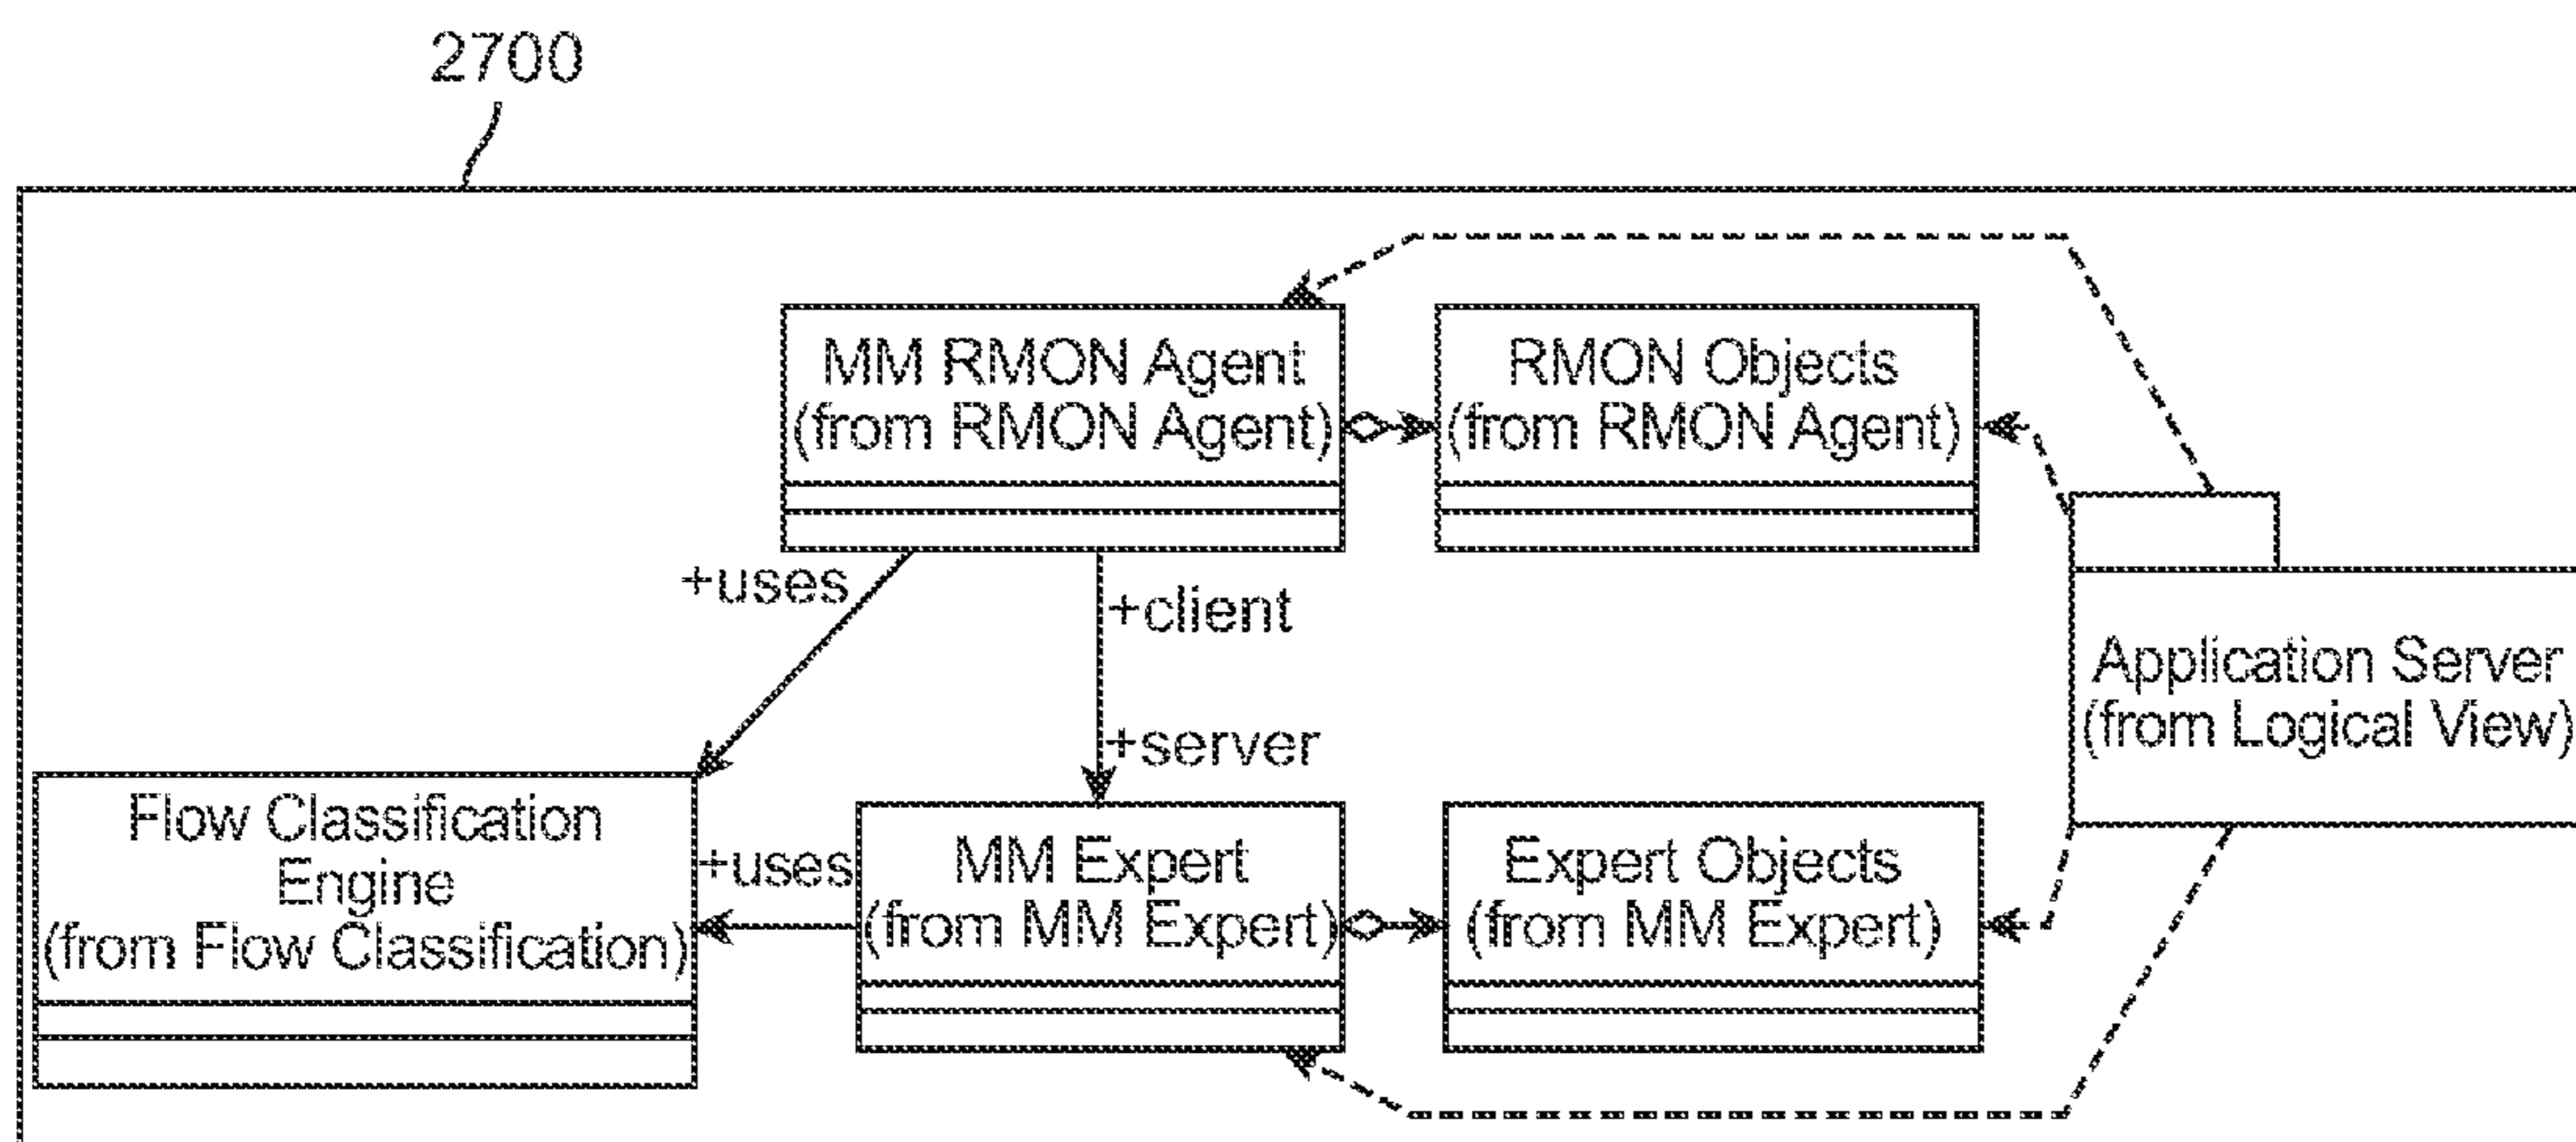 2700
MM RMON Agent
(from RMON Agent)
RMON Objects
(from RMON Agent)
+uses
+client
Application Server
(from Logical View)
+server
Flow Classification
Engine
(from Flow Classification)
+uses
MM Expert
(from MM Expert)
Expert Objects
(from MM Expert)